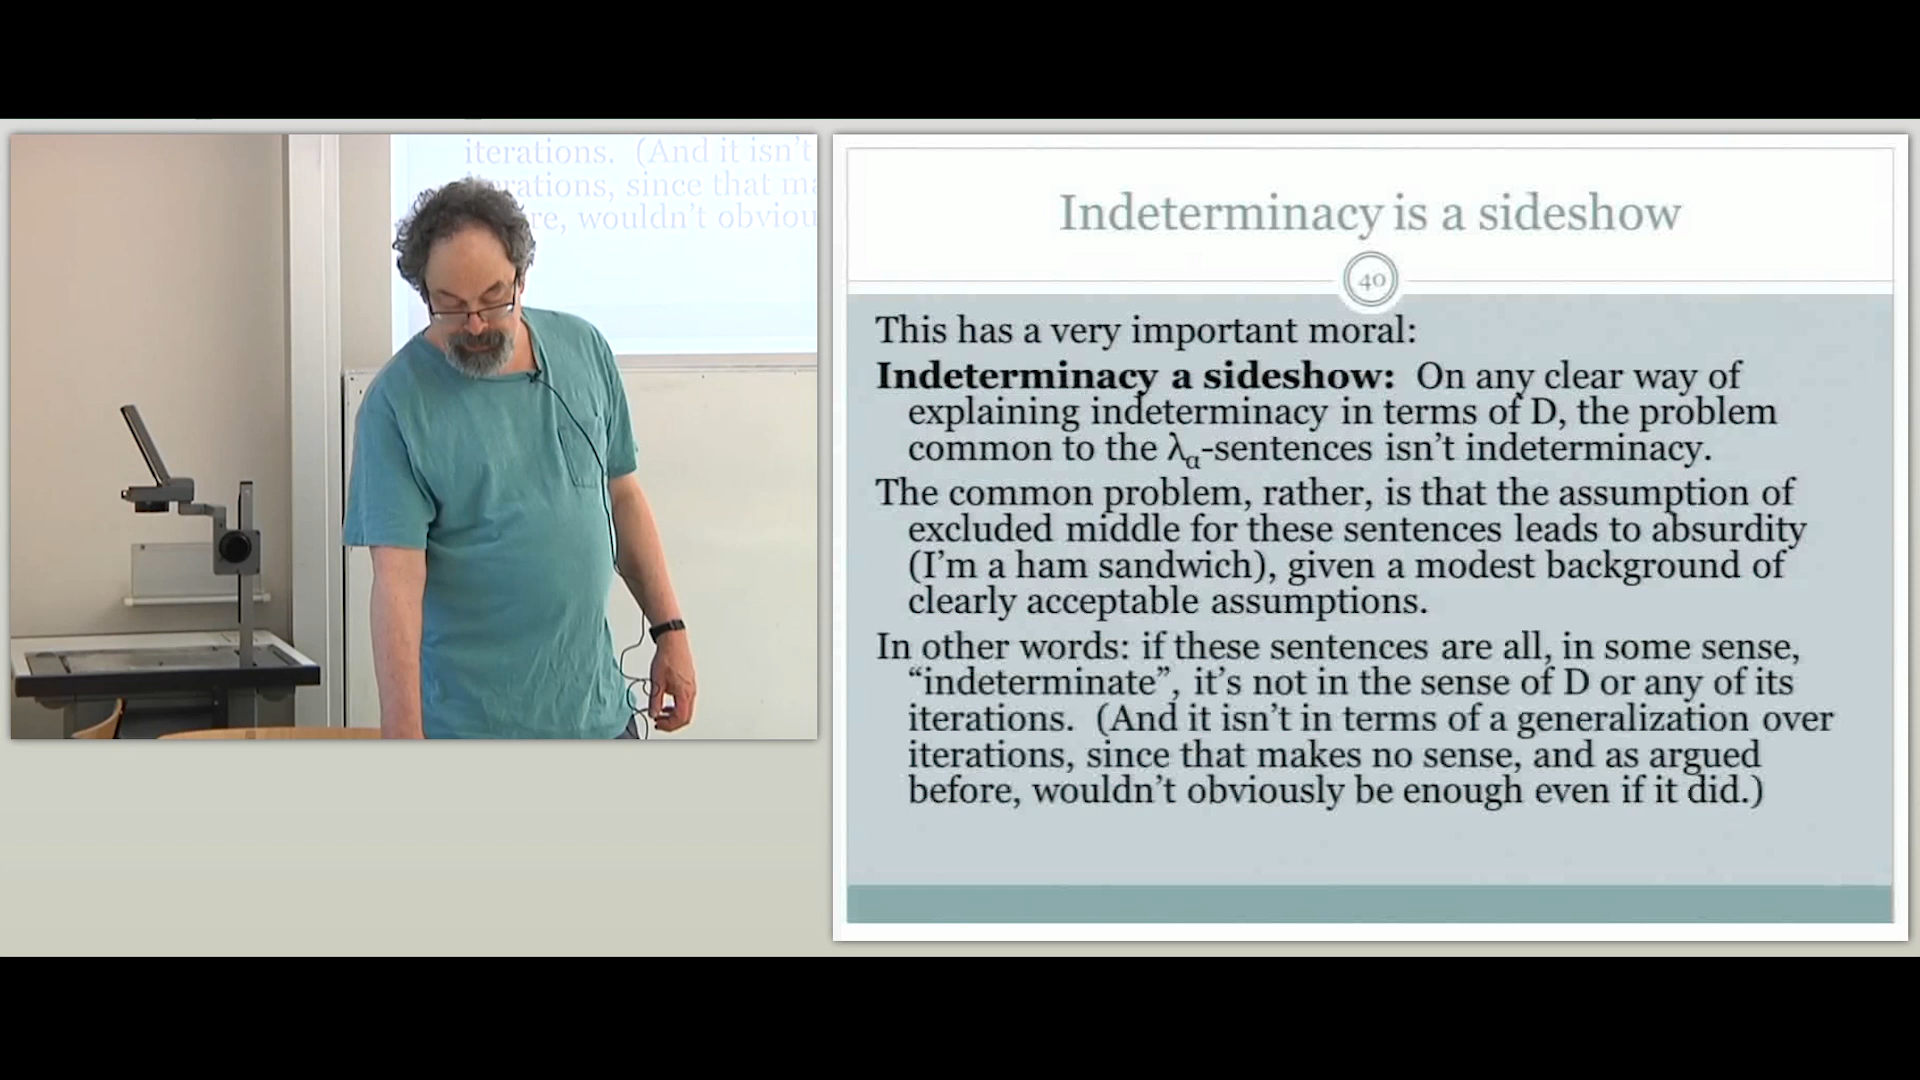 iterations. (And it isn't
iterations, since that ma
re, wouldn't obviou
Indeterminacy is a sideshow
40
This has a very important moral:
Indeterminacy a sideshow: On any clear way of
explaining indeterminacy in terms of D, the problem
common to the λα-sentences isn't indeterminacy.
The common problem, rather, is that the assumption of
excluded middle for these sentences leads to absurdity
(I'm a ham sandwich), given a modest background of
clearly acceptable assumptions.
In other words: if these sentences are all, in some sense,
“indeterminate”, it's not in the sense of D or any of its
iterations. (And it isn't in terms of a generalization over
iterations, since that makes no sense, and as argued
before, wouldn't obviously be enough even if it did.)